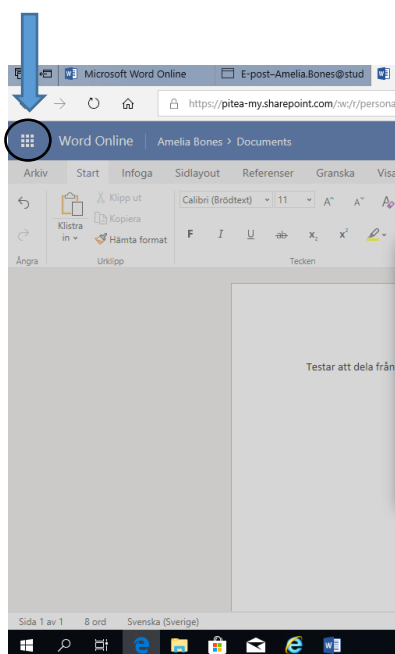 Microsoft Word Online E-post–Amelia.Bones@stud
https://pitea-my.sharepoint.com/:w:/r/persona
Word Online Amelia Bones > Documents
Arkiv Start Infoga Sidlayout Referenser Granska Visa
Klistra in
Klipp ut
Kopiera
Hämta format
Calibri (Brödtext) 11 A A A
F I U ab x₂ x²
Ångra Urklipp Tecken
Testar att dela från
Sida 1 av 1 8 ord Svenska (Sverige)